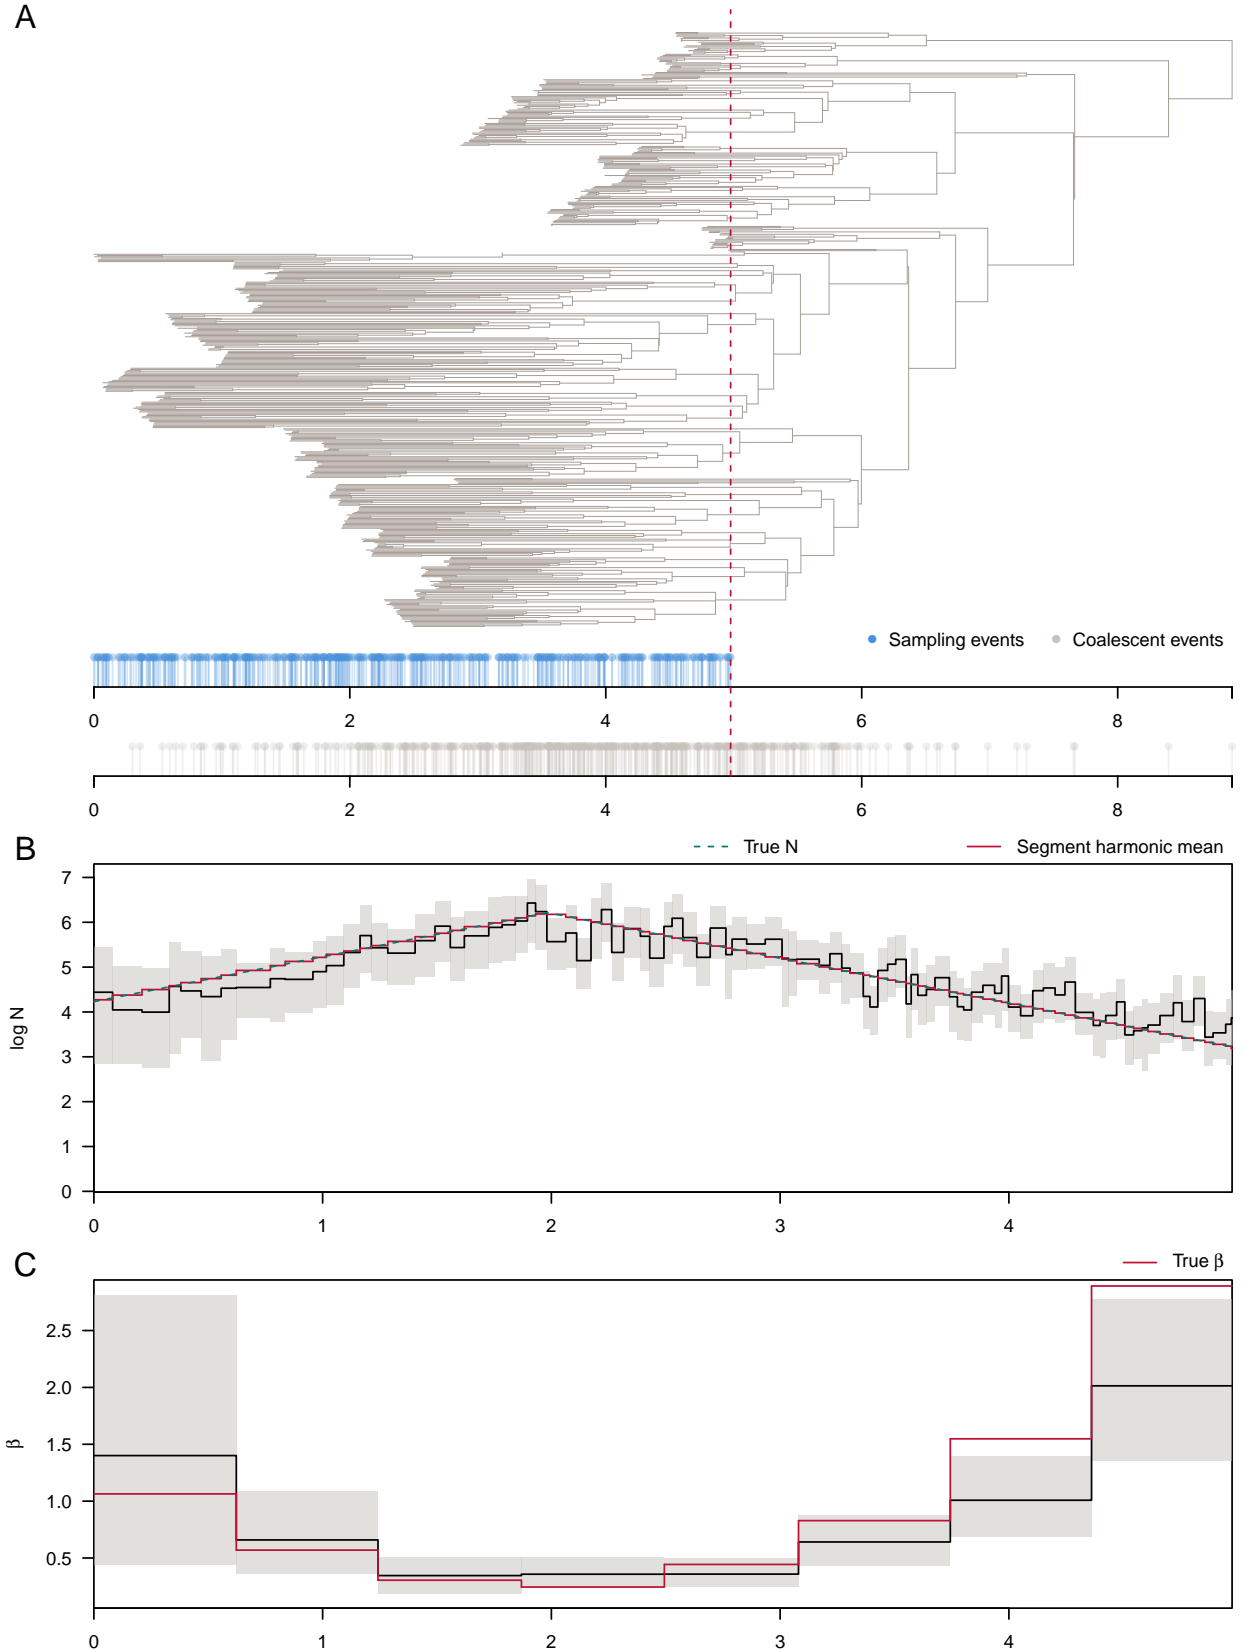 A
Sampling events Coalescent events
0 2 4 6 8
0 2 4 6 8
B
True N Segment harmonic mean
7
6
5
4
3
2
1
0
log N
0 1 2 3 4
C
True β
2.5
2.0
1.5
1.0
0.5
β
0 1 2 3 4